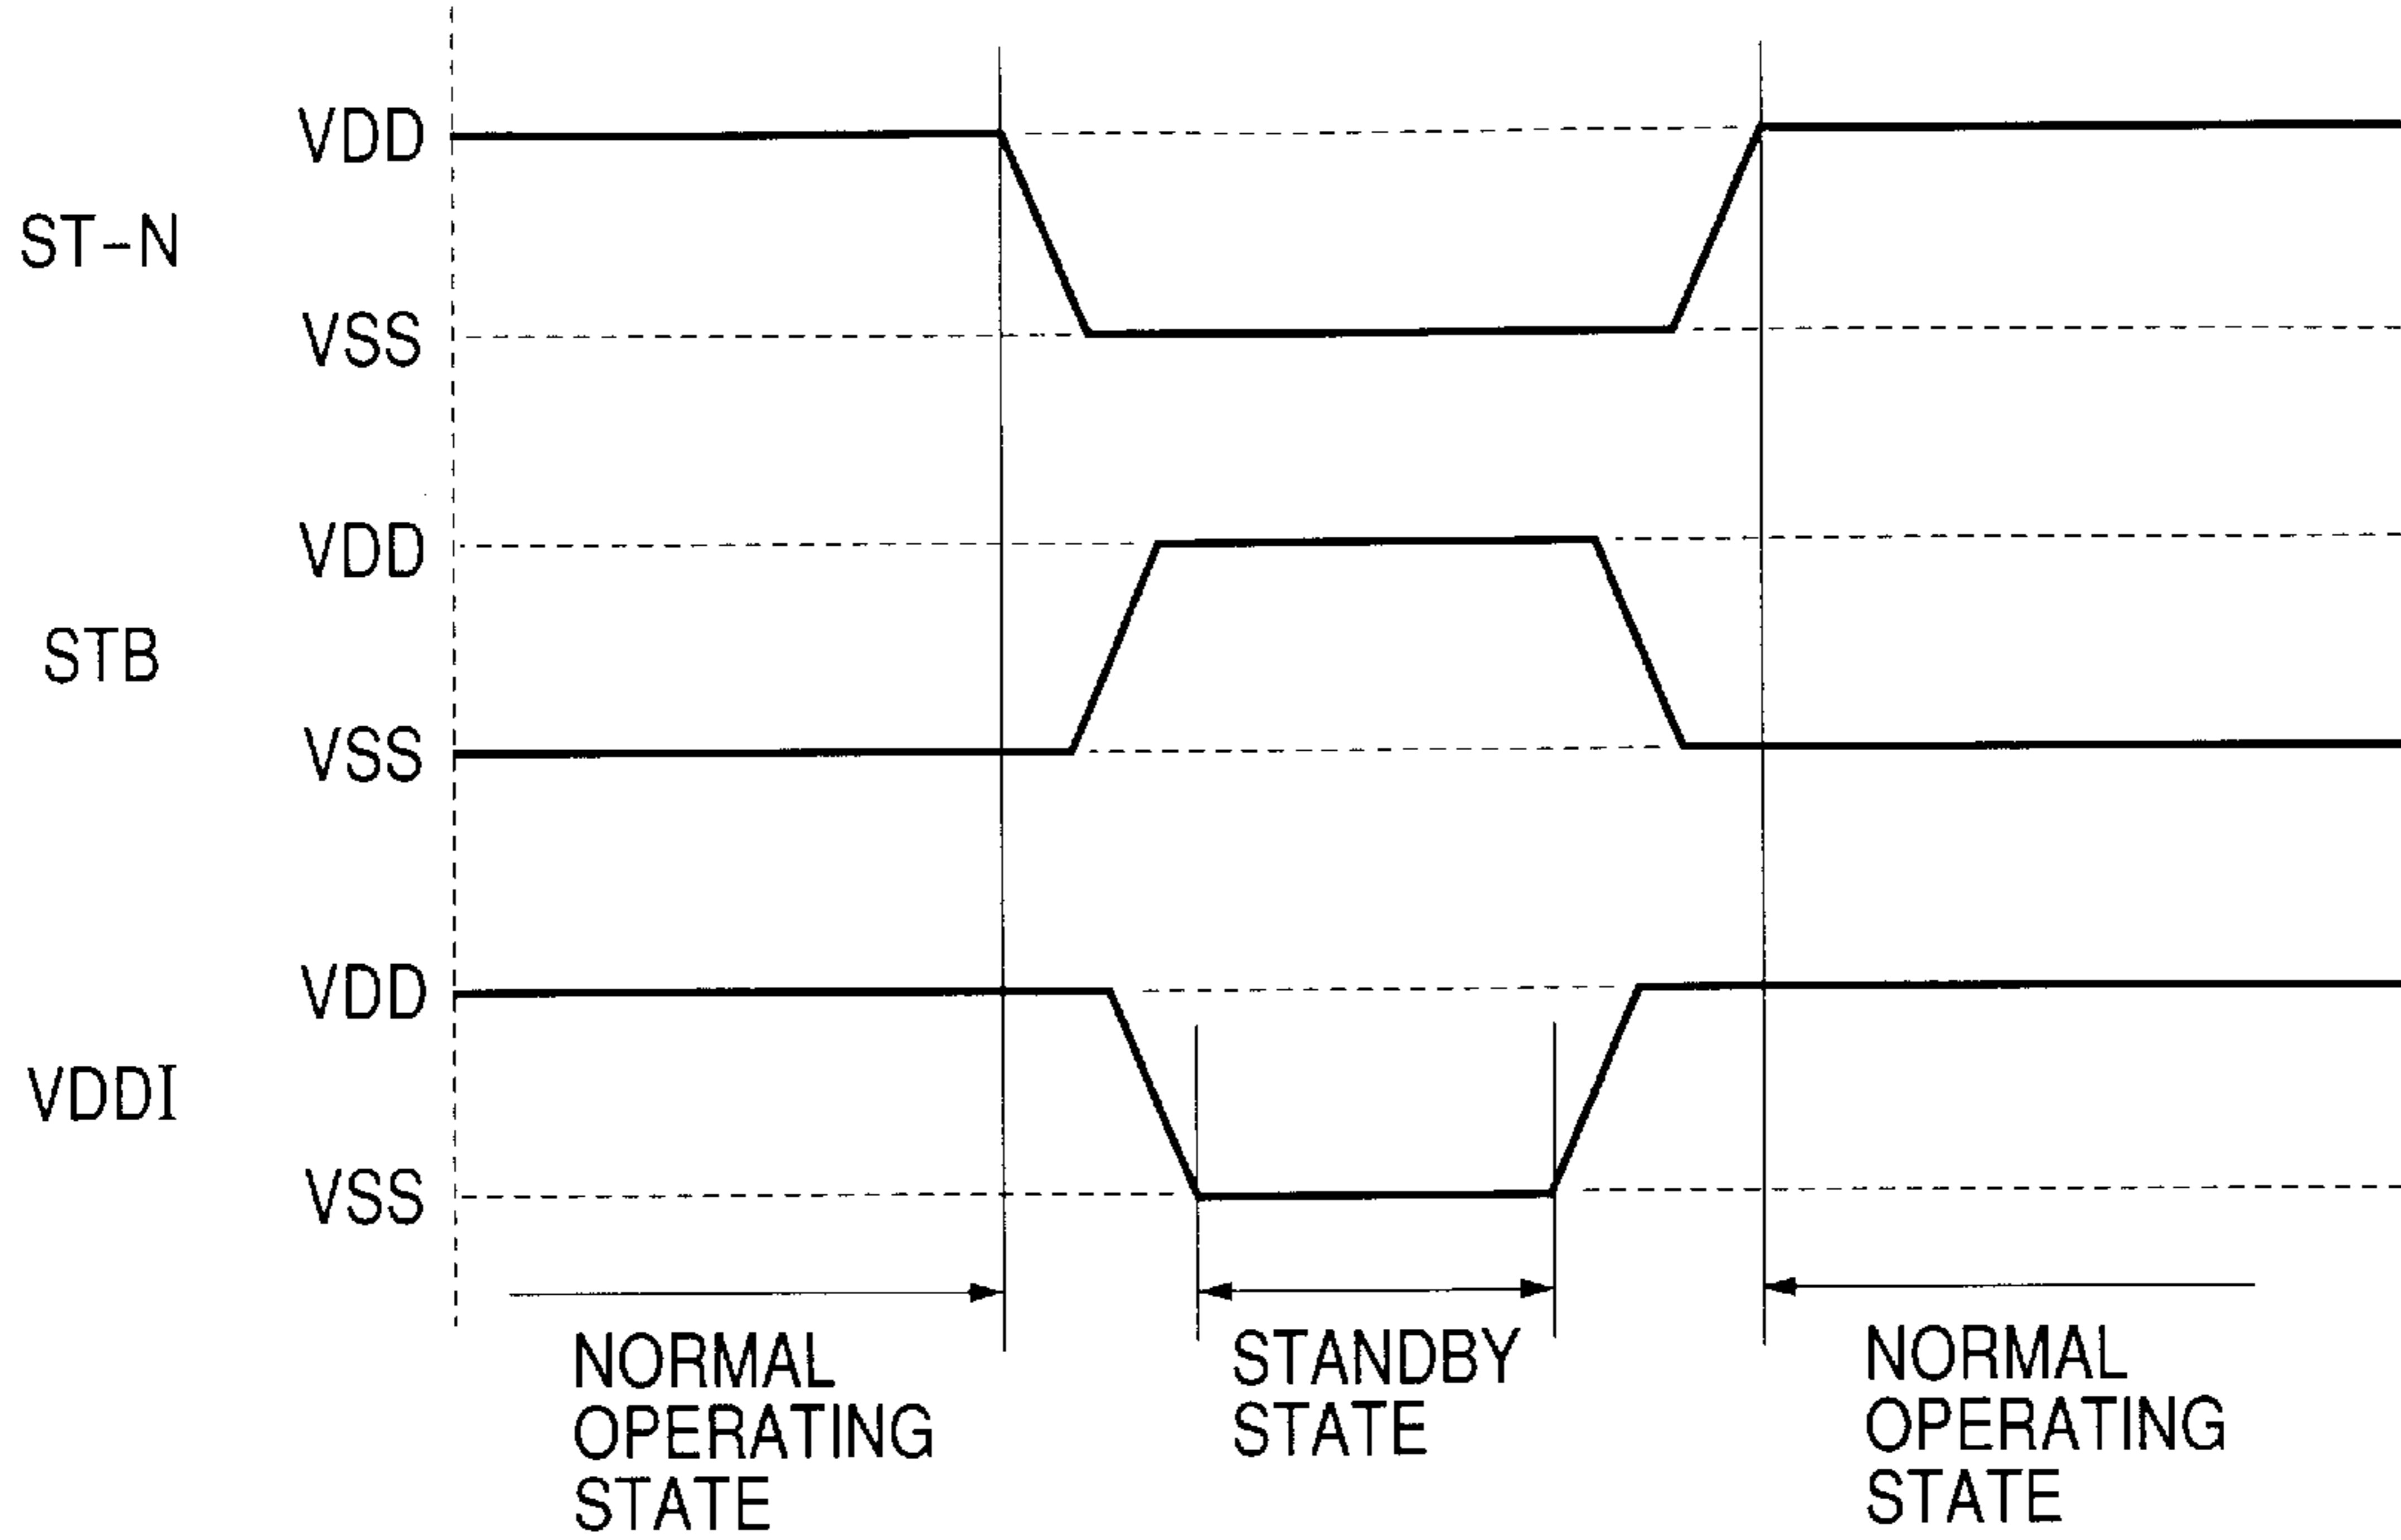 VDD
ST-N
VSS
VDD
STB
VSS
VDD
VDDI
VSS
NORMAL
OPERATING
STATE
STANDBY
STATE
NORMAL
OPERATING
STATE